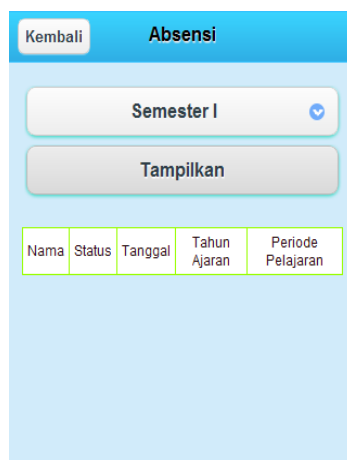 Kembali Absensi
Semester I
Tampilkan
Nama Status Tanggal Tahun Ajaran Periode Pelajaran